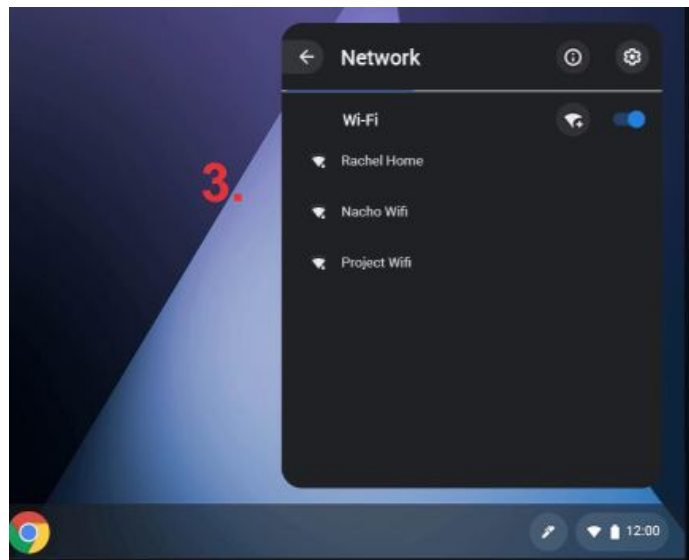 Network
Wi-Fi
Rachel Home
3.
Nacho Wifi
Project Wifi
12:00